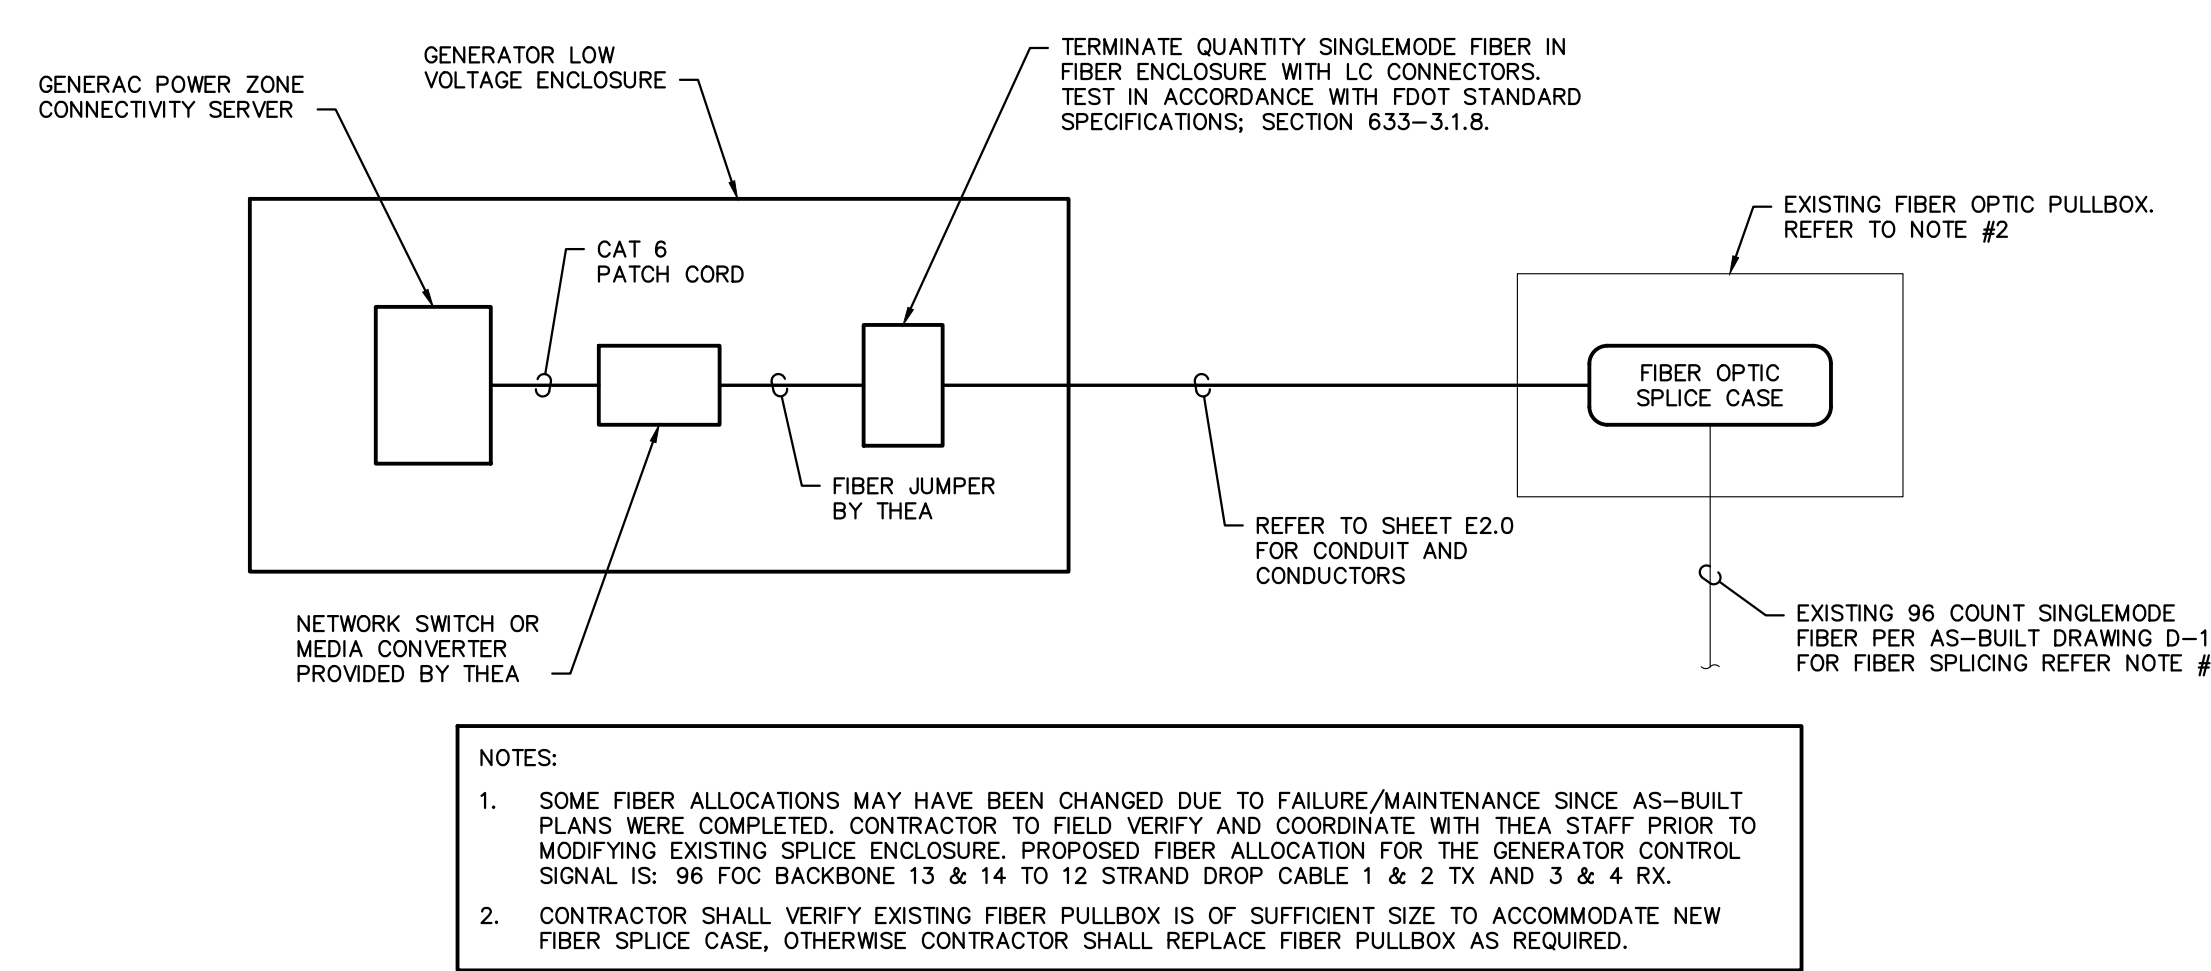 GENERAC POWER ZONE
CONNECTIVITY SERVER
GENERATOR LOW
VOLTAGE ENCLOSURE
TERMINATE QUANTITY SINGLEMODE FIBER IN
FIBER ENCLOSURE WITH LC CONNECTORS.
TEST IN ACCORDANCE WITH FDOT STANDARD
SPECIFICATIONS; SECTION 633–3.1.8.
EXISTING FIBER OPTIC PULLBOX.
REFER TO NOTE #2
CAT 6
PATCH CORD
FIBER OPTIC
SPLICE CASE
FIBER JUMPER
BY THEA
REFER TO SHEET E2.0
FOR CONDUIT AND
CONDUCTORS
NETWORK SWITCH OR
MEDIA CONVERTER
PROVIDED BY THEA
EXISTING 96 COUNT SINGLEMODE
FIBER PER AS–BUILT DRAWING D–1
FOR FIBER SPLICING REFER NOTE #
NOTES:
1. SOME FIBER ALLOCATIONS MAY HAVE BEEN CHANGED DUE TO FAILURE/MAINTENANCE SINCE AS–BUILT
PLANS WERE COMPLETED. CONTRACTOR TO FIELD VERIFY AND COORDINATE WITH THEA STAFF PRIOR TO
MODIFYING EXISTING SPLICE ENCLOSURE. PROPOSED FIBER ALLOCATION FOR THE GENERATOR CONTROL
SIGNAL IS: 96 FOC BACKBONE 13 & 14 TO 12 STRAND DROP CABLE 1 & 2 TX AND 3 & 4 RX.
2. CONTRACTOR SHALL VERIFY EXISTING FIBER PULLBOX IS OF SUFFICIENT SIZE TO ACCOMMODATE NEW
FIBER SPLICE CASE, OTHERWISE CONTRACTOR SHALL REPLACE FIBER PULLBOX AS REQUIRED.